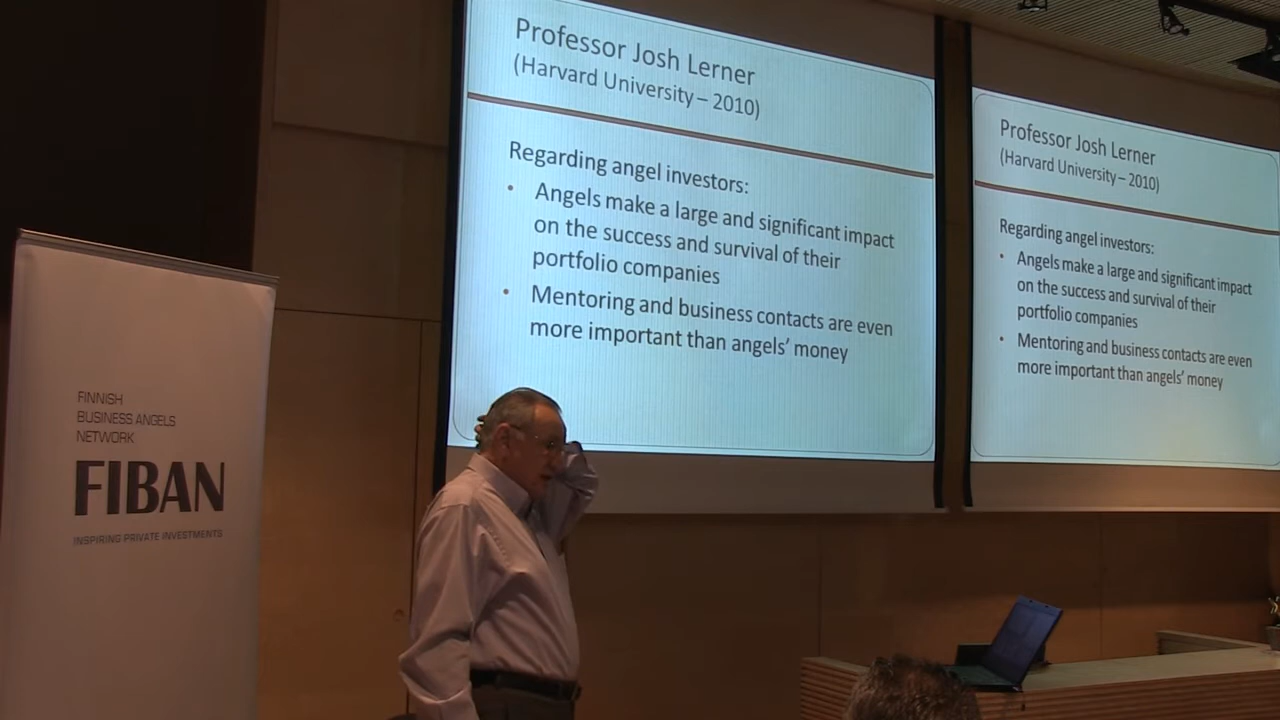 FINNISH
BUSINESS ANGELS
NETWORK
FIBAN
INSPIRING PRIVATE INVESTMENTS
Professor Josh Lerner
(Harvard University – 2010)
Regarding angel investors:
• Angels make a large and significant impact
on the success and survival of their
portfolio companies
• Mentoring and business contacts are even
more important than angels' money
Professor Josh Lerner
(Harvard University – 2010)
Regarding angel investors:
• Angels make a large and significant impact
on the success and survival of their
portfolio companies
• Mentoring and business contacts are even
more important than angels' money